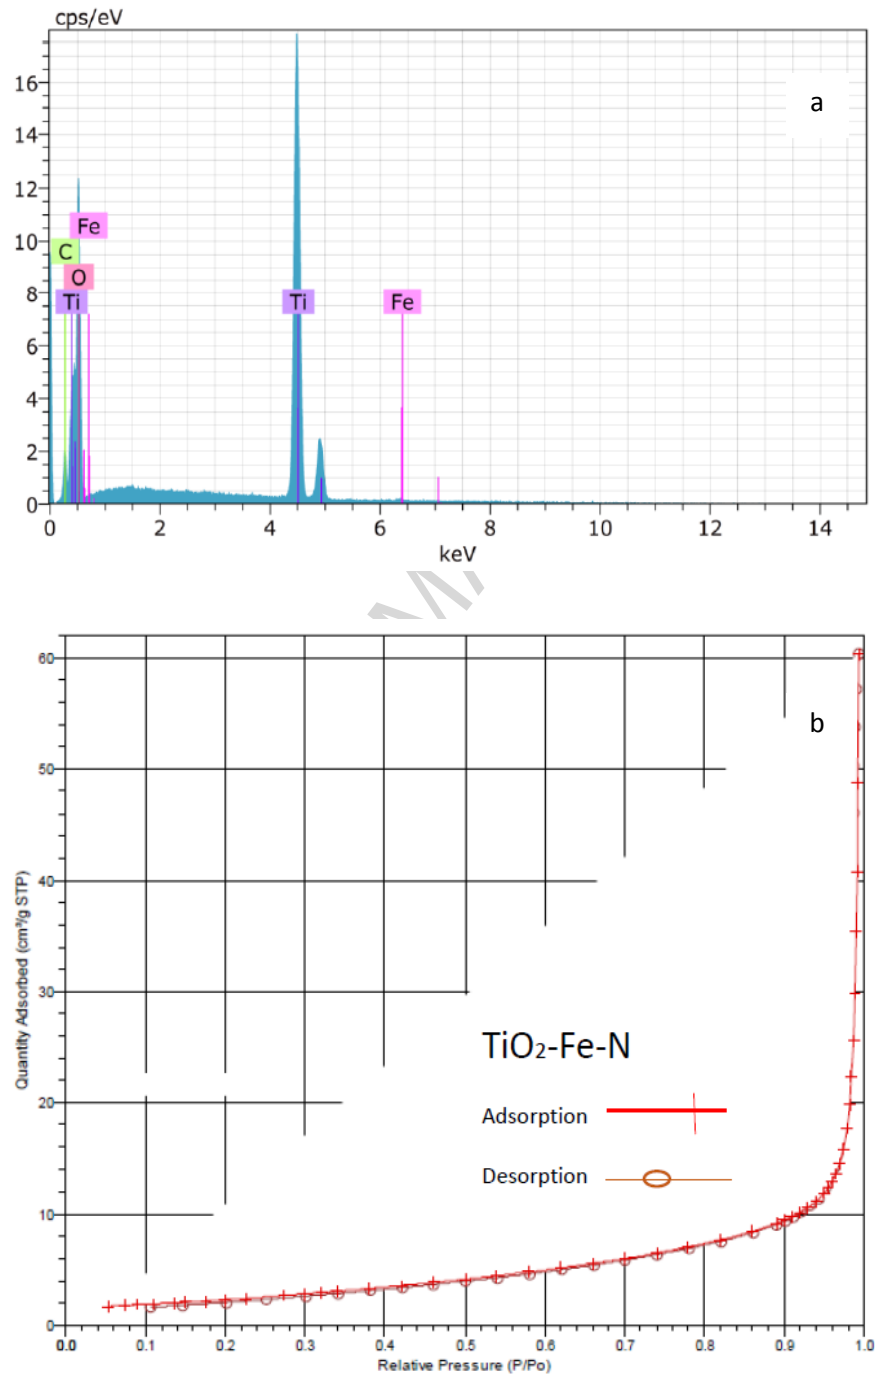 cps/eV
a
16
14
12
10
8
6
4
2
0
Fe
C
O
Ti
Ti
Fe
0 2 4 6 8 10 12 14
keV
MA
b
60
50
40
30
20
10
0
Quantity Adsorbed (cm³/g STP)
TiO₂-Fe-N
Adsorption
Desorption
0.0 0.1 0.2 0.3 0.4 0.5 0.6 0.7 0.8 0.9 1.0
Relative Pressure (P/Po)